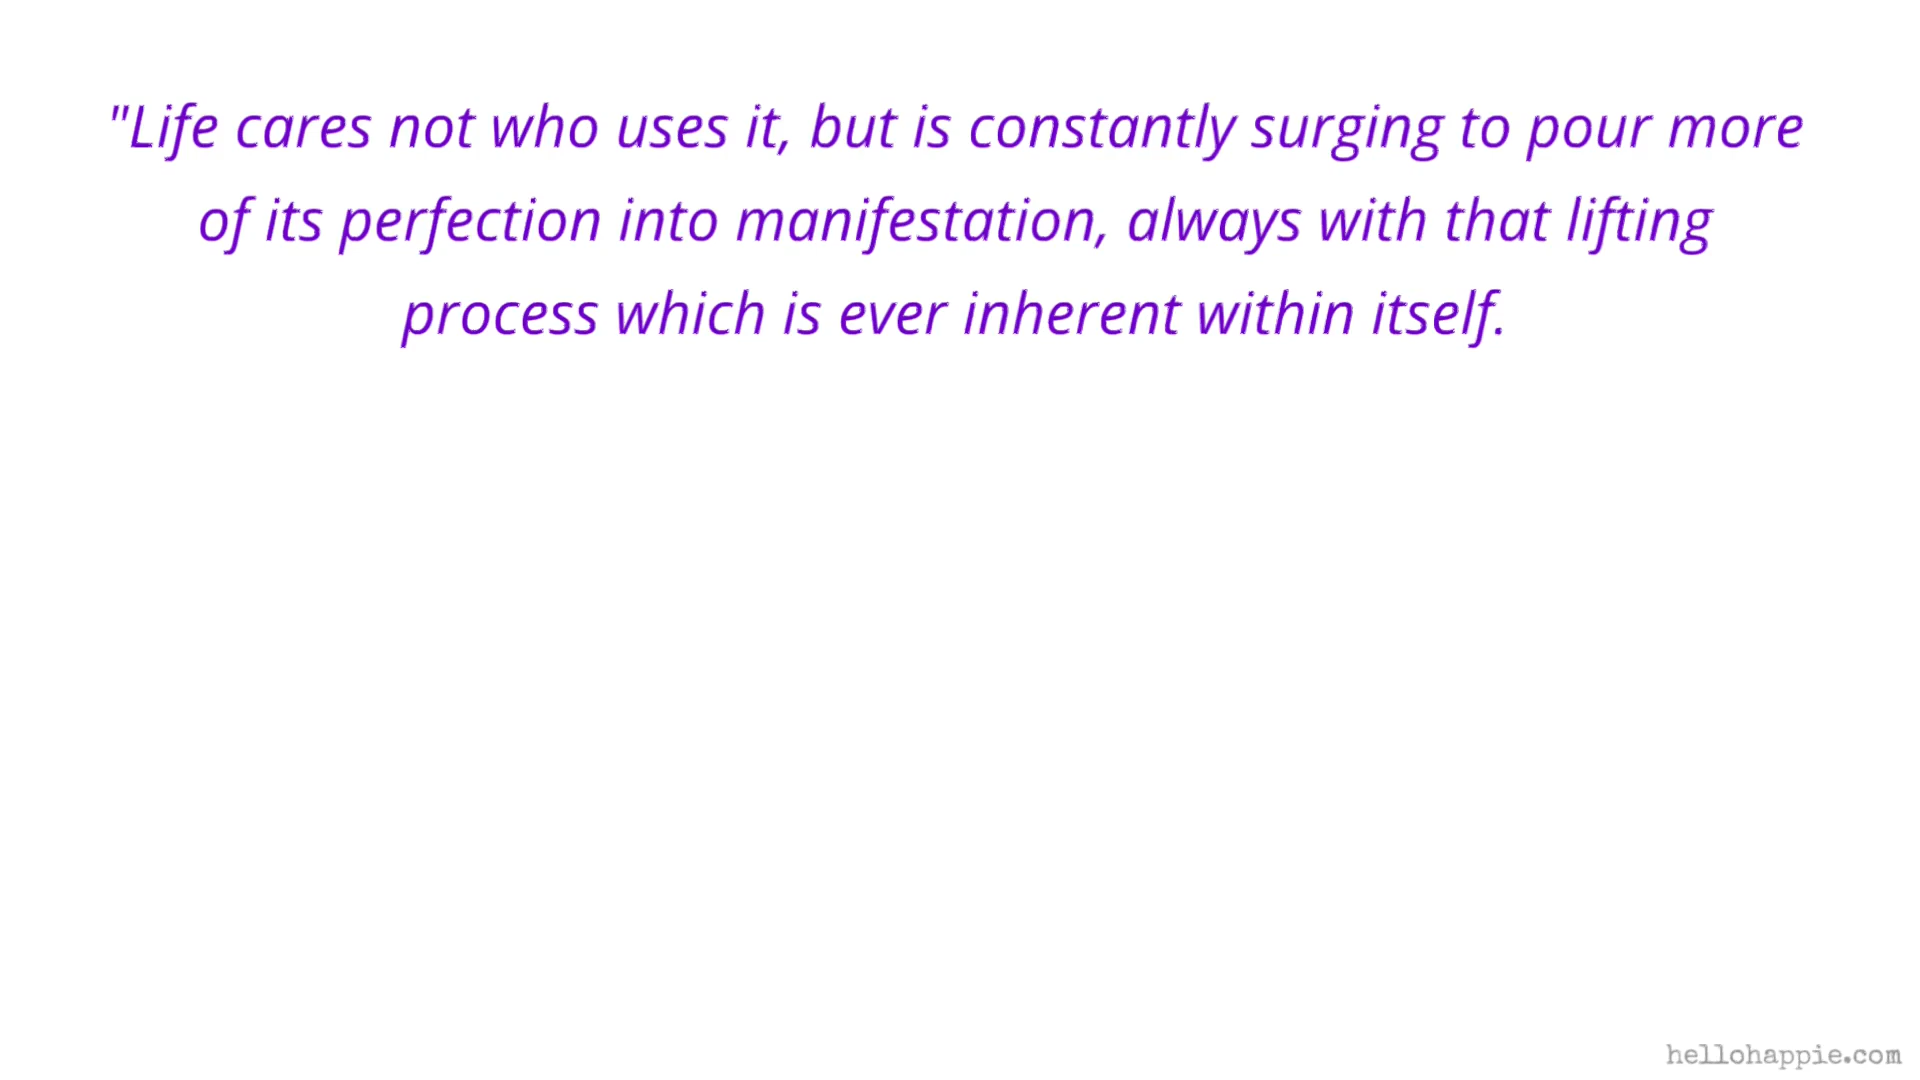 "Life cares not who uses it, but is constantly surging to pour more
of its perfection into manifestation, always with that lifting
process which is ever inherent within itself.
hellohappie.com